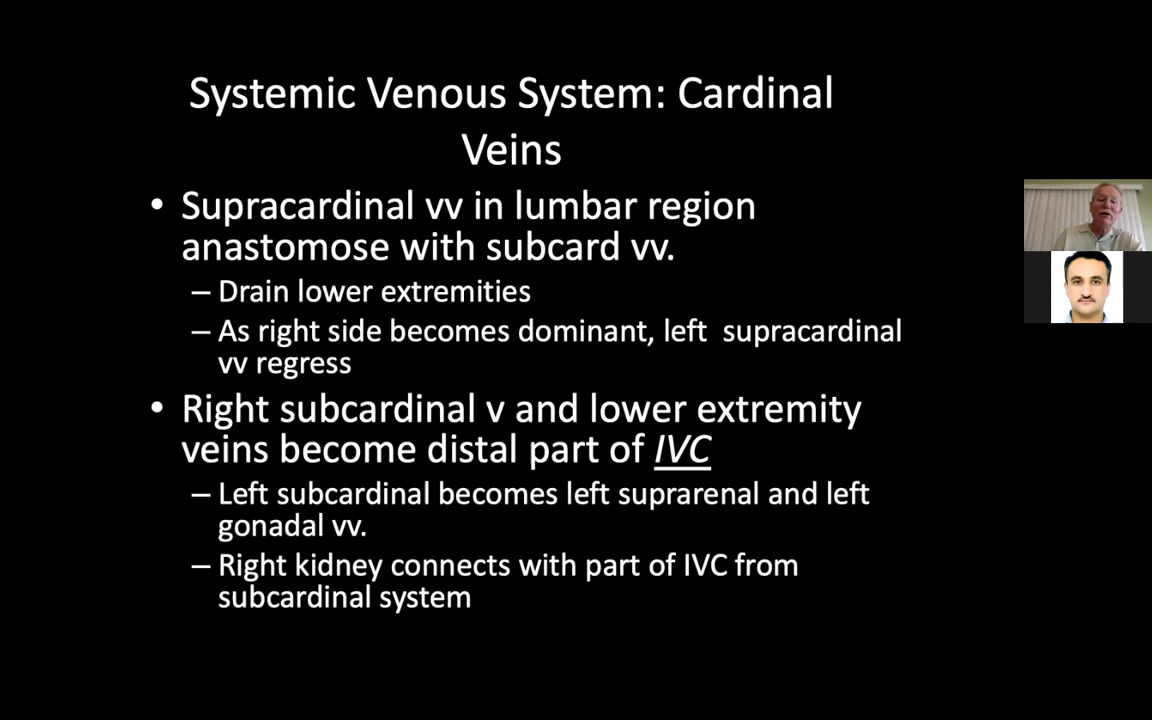 Systemic Venous System: Cardinal
Veins
• Supracardinal vv in lumbar region
anastomose with subcard vv.
– Drain lower extremities
– As right side becomes dominant, left  supracardinal
vv regress
• Right subcardinal v and lower extremity
veins become distal part of IVC
– Left subcardinal becomes left suprarenal and left
gonadal vv.
– Right kidney connects with part of IVC from
subcardinal system